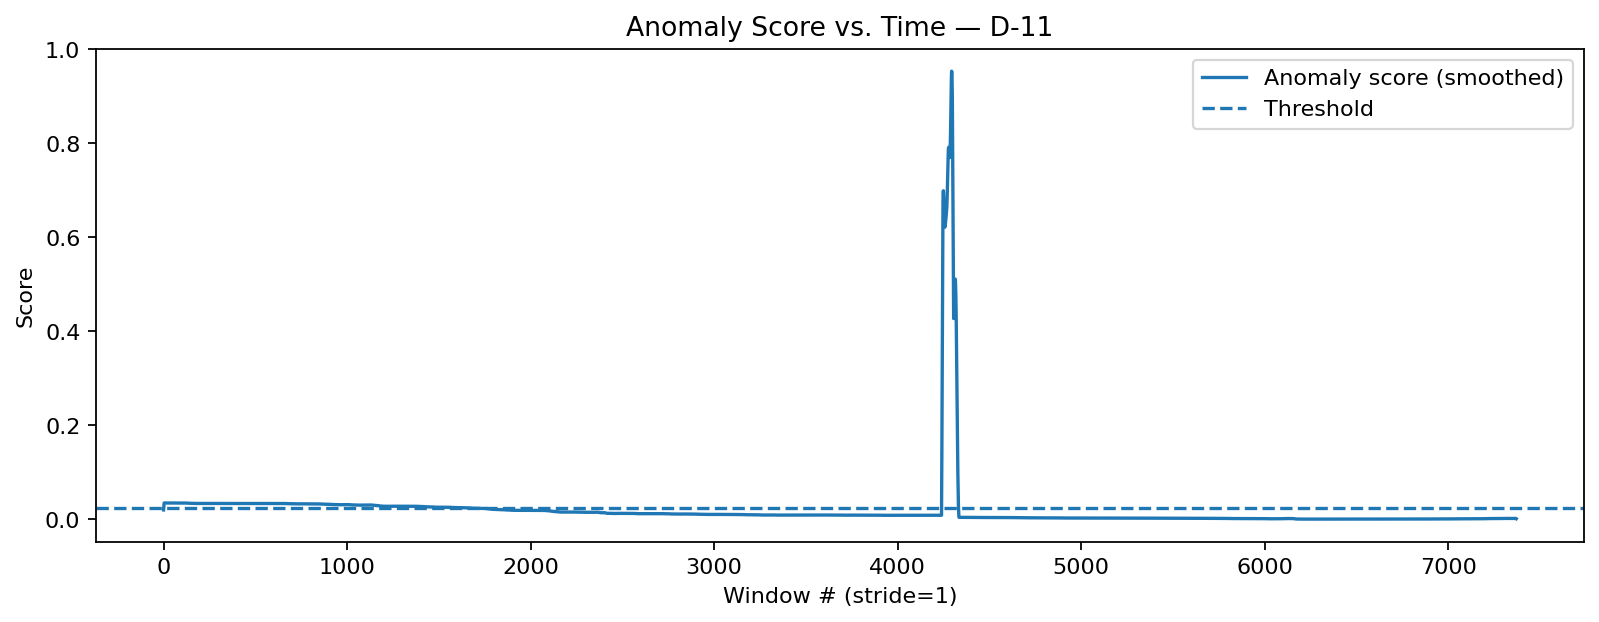 Anomaly Score vs. Time — D-11
1.0
0.8
0.6
0.4
0.2
0.0
Score
Anomaly score (smoothed)
Threshold
0 1000 2000 3000 4000 5000 6000 7000
Window # (stride=1)